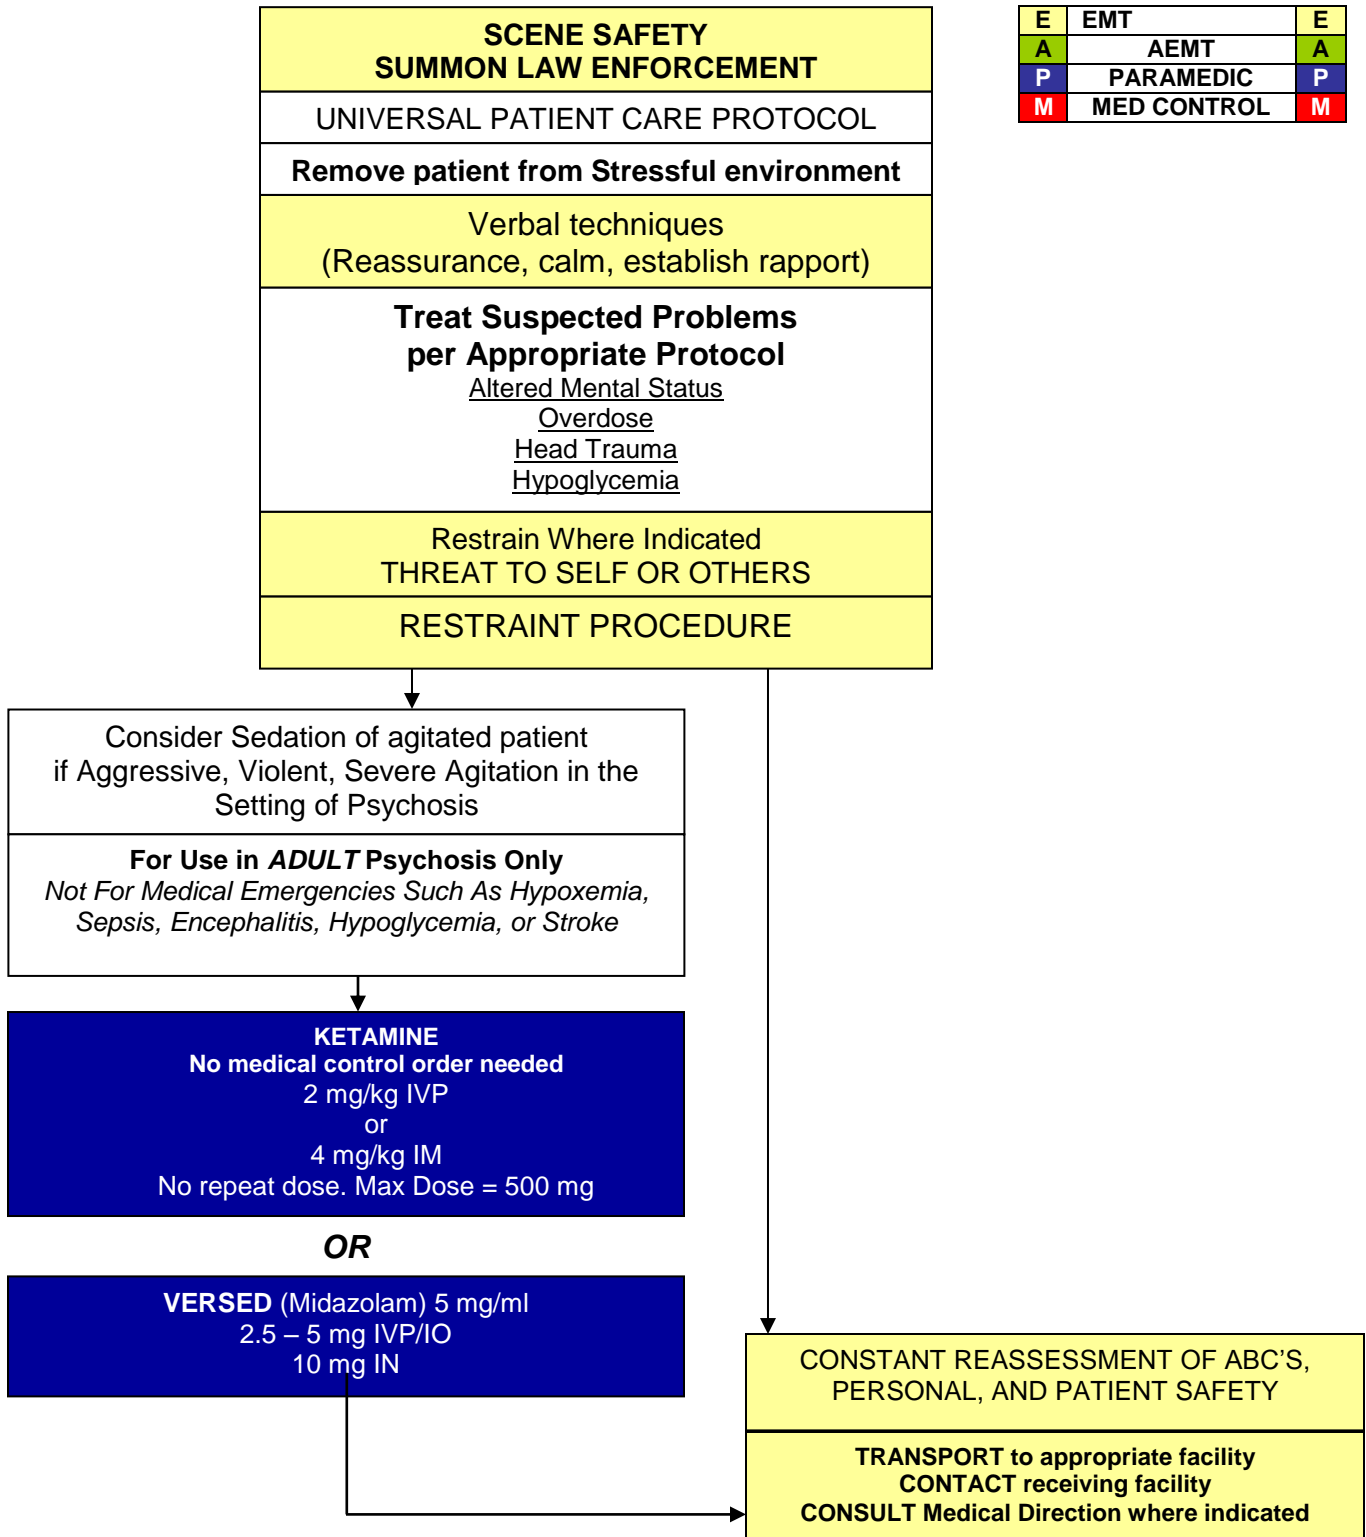 SCENE SAFETY
SUMMON LAW ENFORCEMENT
UNIVERSAL PATIENT CARE PROTOCOL
Remove patient from Stressful environment
Verbal techniques
(Reassurance, calm, establish rapport)
Treat Suspected Problems
per Appropriate Protocol
Altered Mental Status
Overdose
Head Trauma
Hypoglycemia
Restrain Where Indicated
THREAT TO SELF OR OTHERS
RESTRAINT PROCEDURE
E EMT E
A AEMT A
P PARAMEDIC P
M MED CONTROL M
Consider Sedation of agitated patient
if Aggressive, Violent, Severe Agitation in the
Setting of Psychosis
For Use in ADULT Psychosis Only
Not For Medical Emergencies Such As Hypoxemia,
Sepsis, Encephalitis, Hypoglycemia, or Stroke
KETAMINE
No medical control order needed
2 mg/kg IVP
or
4 mg/kg IM
No repeat dose. Max Dose = 500 mg
OR
VERSED (Midazolam) 5 mg/ml
2.5 – 5 mg IVP/IO
10 mg IN
CONSTANT REASSESSMENT OF ABC’S,
PERSONAL, AND PATIENT SAFETY
TRANSPORT to appropriate facility
CONTACT receiving facility
CONSULT Medical Direction where indicated